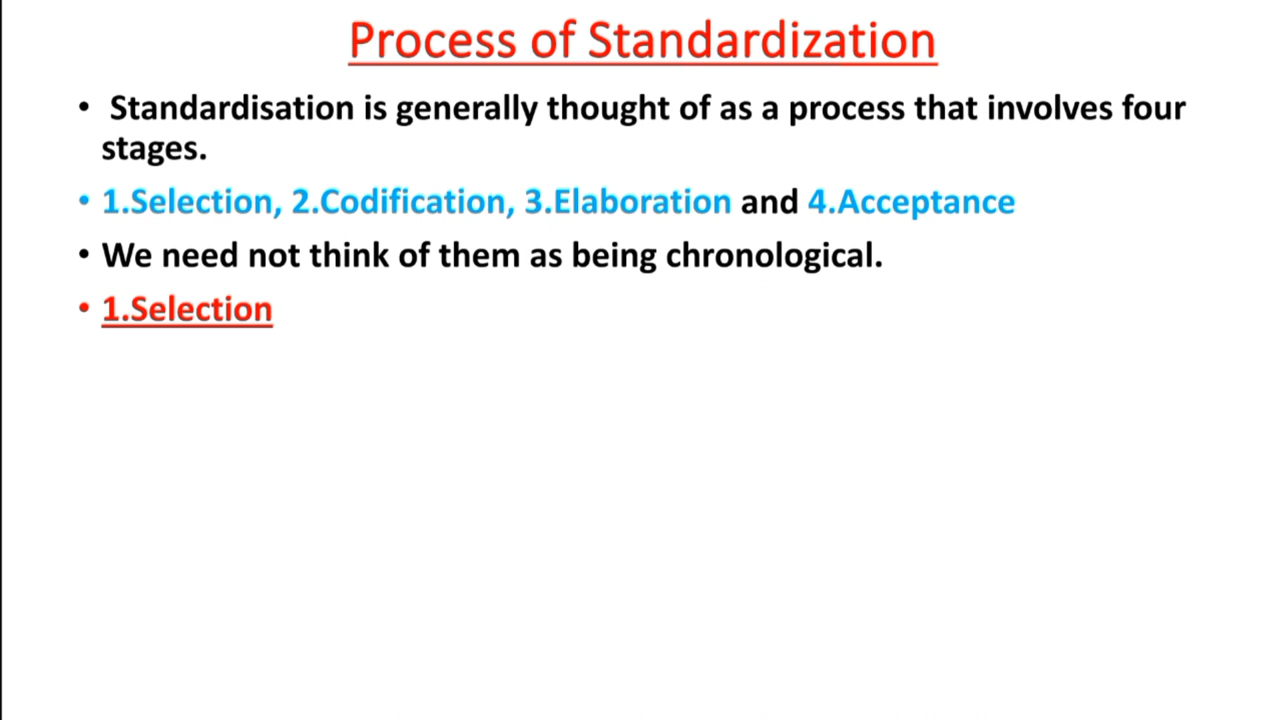 Process of Standardization
• Standardisation is generally thought of as a process that involves four
stages.
• 1.Selection, 2.Codification, 3.Elaboration and 4.Acceptance
• We need not think of them as being chronological.
• 1.Selection